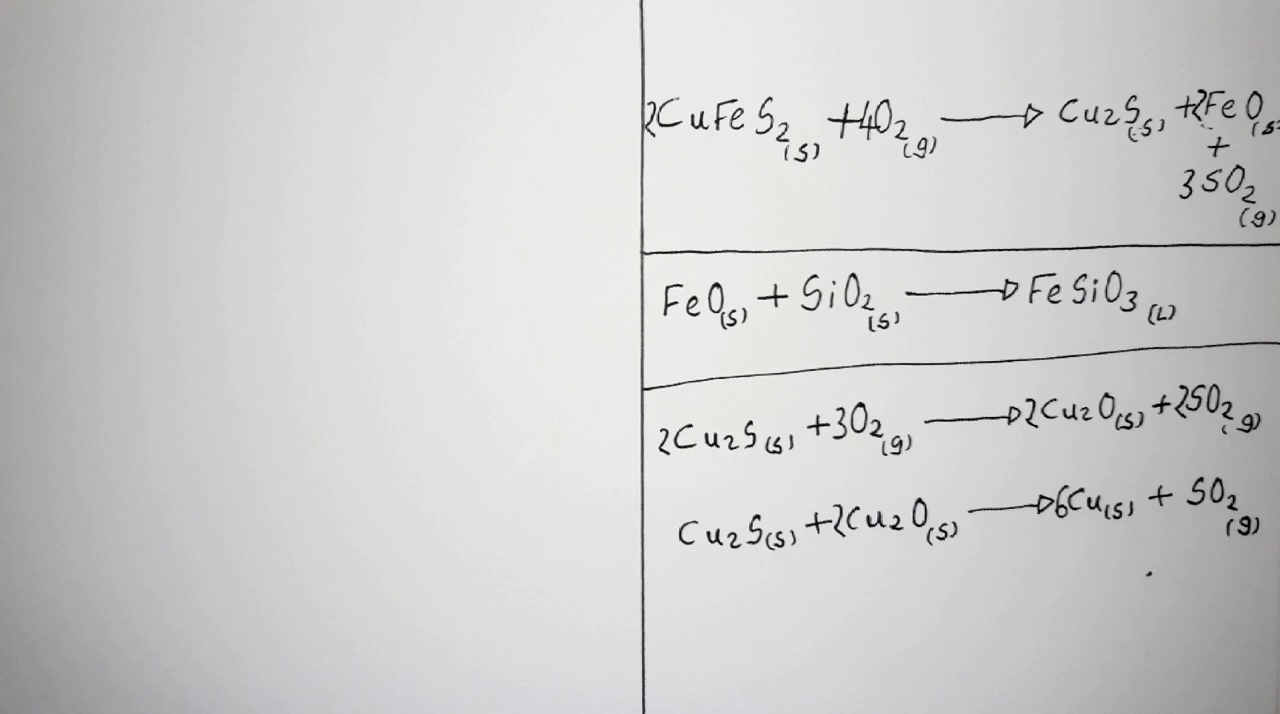 2CuFeS₂(s) + 4O₂(g) → Cu₂S(s) + 2FeO(s
+
3SO₂(g)
FeO(s) + SiO₂(s) → FeSiO₃(L)
2Cu₂S(s) + 3O₂(g) → 2Cu₂O(s) + 2SO₂(g)
Cu₂S(s) + 2Cu₂O(s) → 6Cu(s) + SO₂(g)